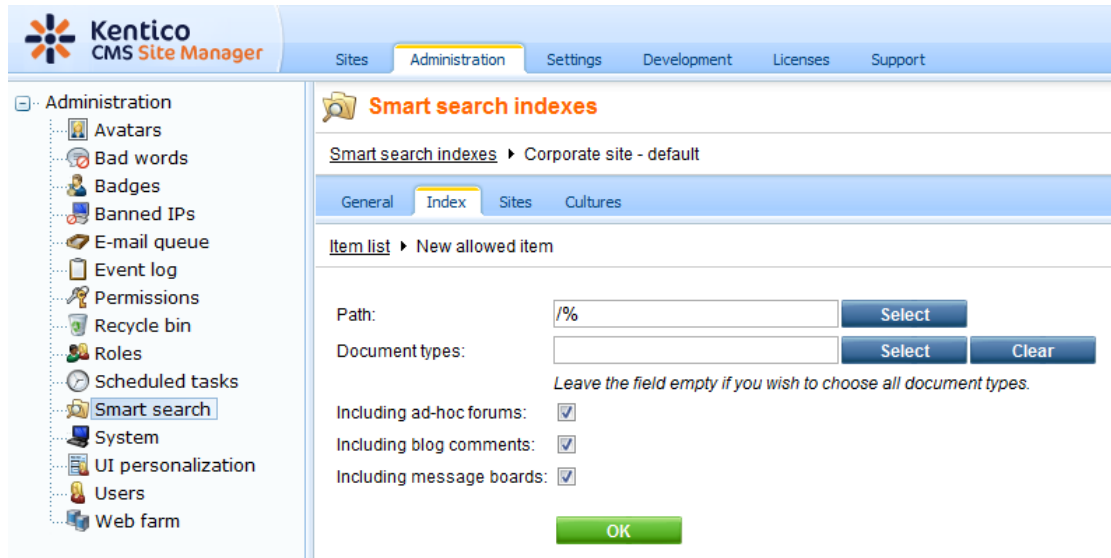 Kentico
CMS Site Manager
Sites Administration Settings Development Licenses Support
Administration
Avatars
Bad words
Badges
Banned IPs
E-mail queue
Event log
Permissions
Recycle bin
Roles
Scheduled tasks
Smart search
System
UI personalization
Users
Web farm
Smart search indexes
Smart search indexes Corporate site - default
General Index Sites Cultures
Item list New allowed item
Path: /% Select
Document types: Select Clear
Leave the field empty if you wish to choose all document types.
Including ad-hoc forums:
Including blog comments:
Including message boards:
OK